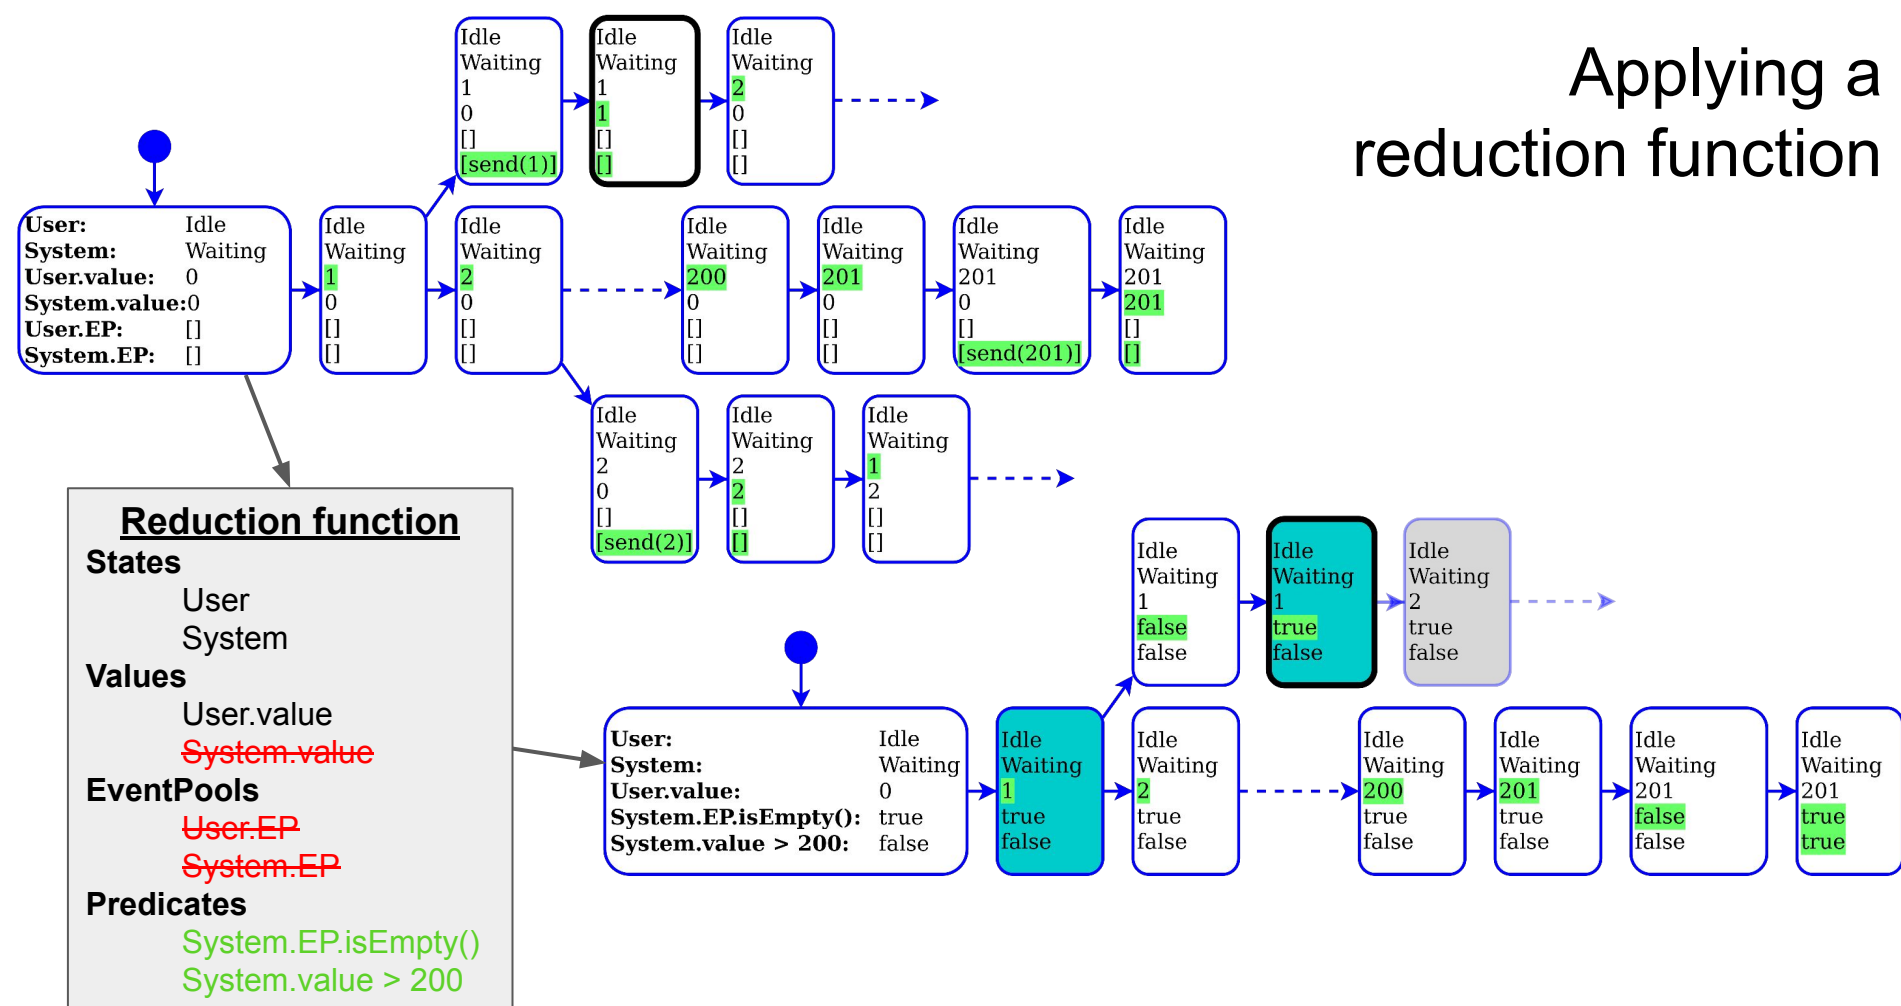 Applying a
reduction function
Idle
Waiting
1
0
[]
[send(1)]
Idle
Waiting
1
1
[]
[]
Idle
Waiting
2
0
[]
[]
User: Idle
System: Waiting
User.value: 0
System.value:0
User.EP: []
System.EP: []
Idle
Waiting
1
0
[]
[]
Idle
Waiting
2
0
[]
[]
Idle
Waiting
200
0
[]
[]
Idle
Waiting
201
0
[]
[]
Idle
Waiting
201
0
[]
[send(201)]
Idle
Waiting
201
201
[]
[]
Idle
Waiting
2
0
[]
[send(2)]
Idle
Waiting
2
2
[]
[]
Idle
Waiting
1
2
[]
[]
Reduction function
States
User
System
Values
User.value
System.value
EventPools
User.EP
System.EP
Predicates
System.EP.isEmpty()
System.value > 200
Idle
Waiting
1
false
false
Idle
Waiting
1
true
false
Idle
Waiting
2
true
false
User: Idle
System: Waiting
User.value: 0
System.EP.isEmpty(): true
System.value > 200: false
Idle
Waiting
1
true
false
Idle
Waiting
2
true
false
Idle
Waiting
200
true
false
Idle
Waiting
201
true
false
Idle
Waiting
201
false
false
Idle
Waiting
201
true
true